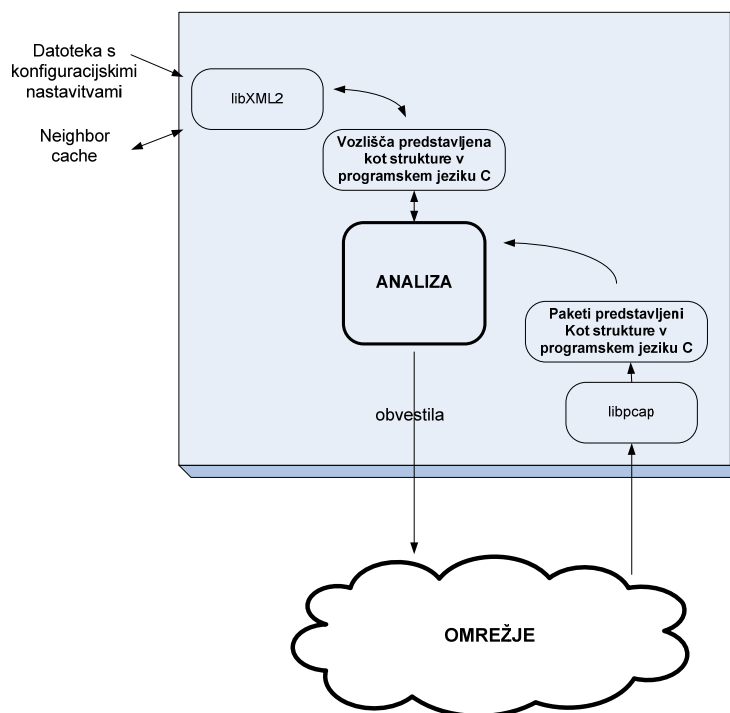 Datoteka s
konfiguracijskimi
nastavitvami
Neighbor
cache
libXML2
Vozlišča predstavljena
kot strukture v
programskem jeziku C
ANALIZA
Paketi predstavljeni
Kot strukture v
programskem jeziku C
libpcap
obvestila
OMREŽJE